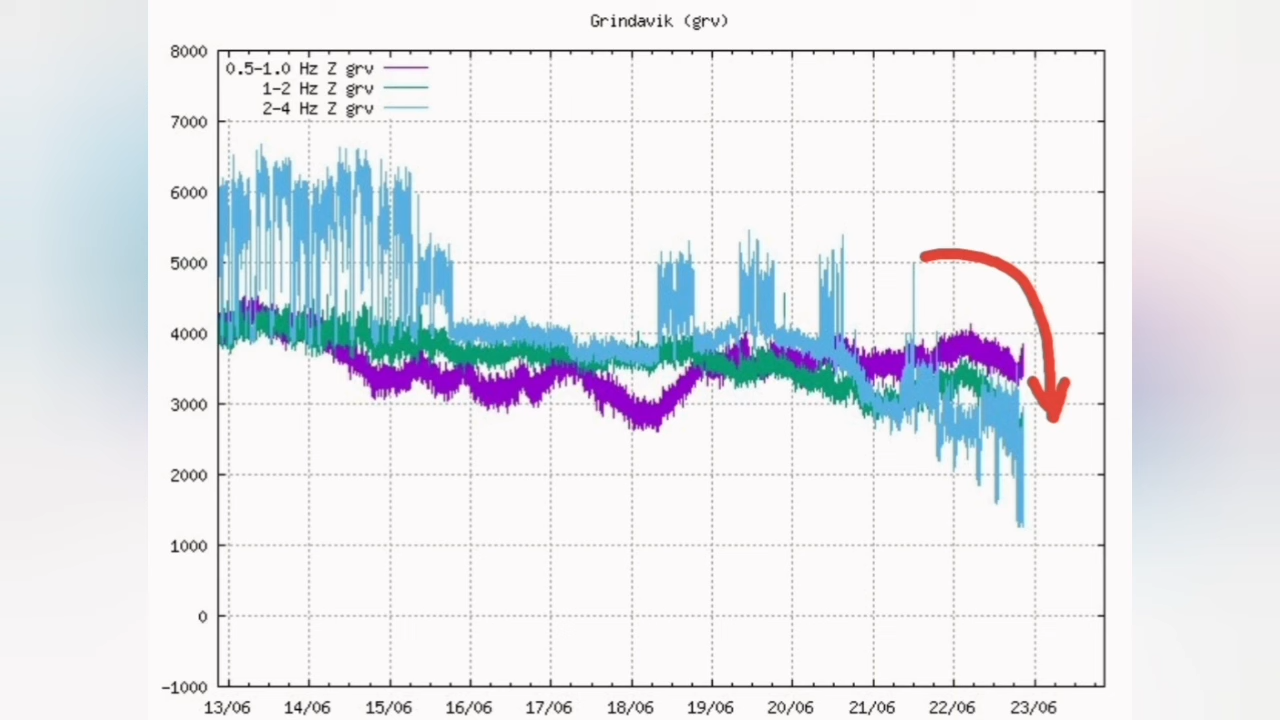 Grindavik (grv)
8000
0.5-1.0 Hz Z grv
1-2 Hz Z grv
2-4 Hz Z grv
7000
6000
5000
4000
3000
2000
1000
0
-1000
13/06 14/06 15/06 16/06 17/06 18/06 19/06 20/06 21/06 22/06 23/06